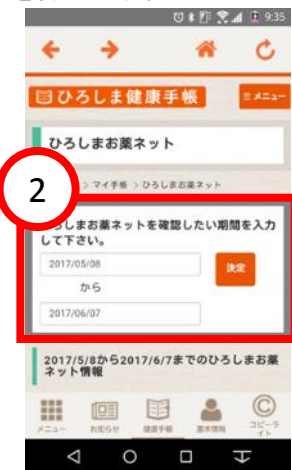 9:35
ひろしま健康手帳
メニュー
ひろしまお薬ネット
2
> マイ手帳 > ひろしまお薬ネット
しまお薬ネットを確認したい期間を入力
して下さい。
2017/05/08
決定
から
2017/06/07
2017/5/8から2017/6/7までのひろしまお薬
ネット情報
メニュー
お知らせ
健康手帳
基本情報
コピーラ
イト